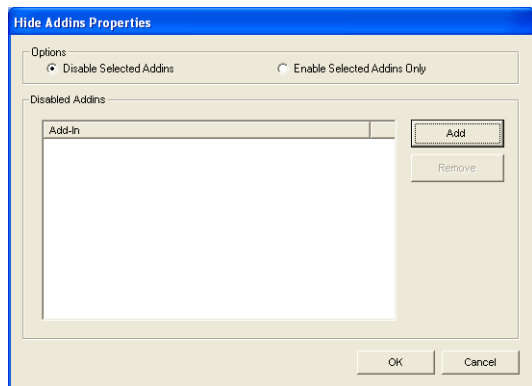 Hide Addins Properties
Options
Disable Selected Addins Enable Selected Addins Only
Disabled Addins
Add-In
Add
Remove
OK Cancel